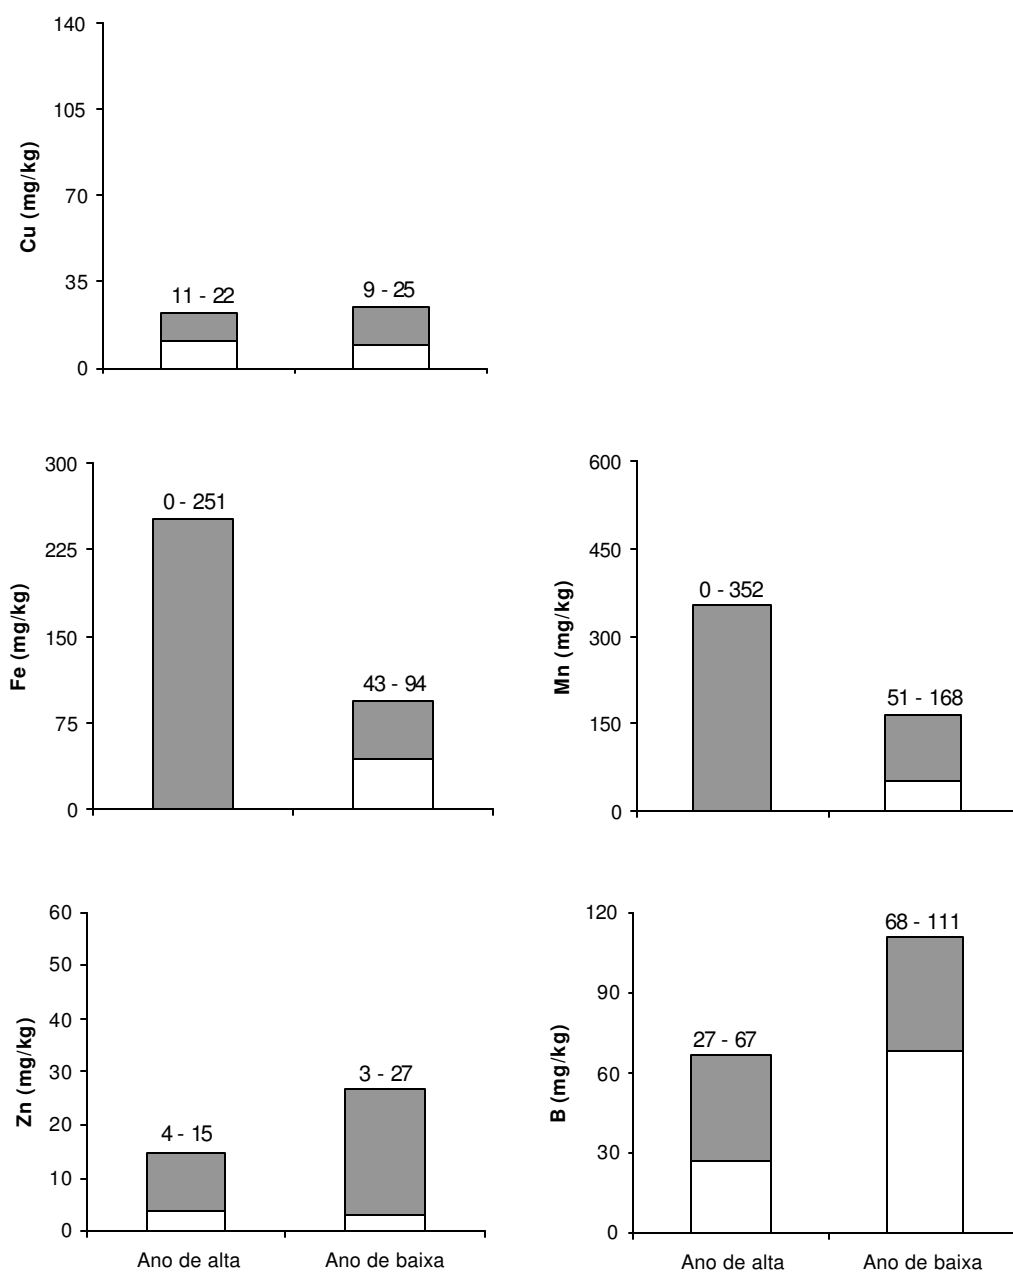 140
105
70
35
0
Cu (mg/kg)
11 - 22
9 - 25
300
225
150
75
0
Fe (mg/kg)
0 - 251
43 - 94
600
450
300
150
0
Mn (mg/kg)
0 - 352
51 - 168
60
50
40
30
20
10
0
Zn (mg/kg)
4 - 15
3 - 27
Ano de alta
Ano de baixa
120
90
60
30
0
B (mg/kg)
27 - 67
68 - 111
Ano de alta
Ano de baixa